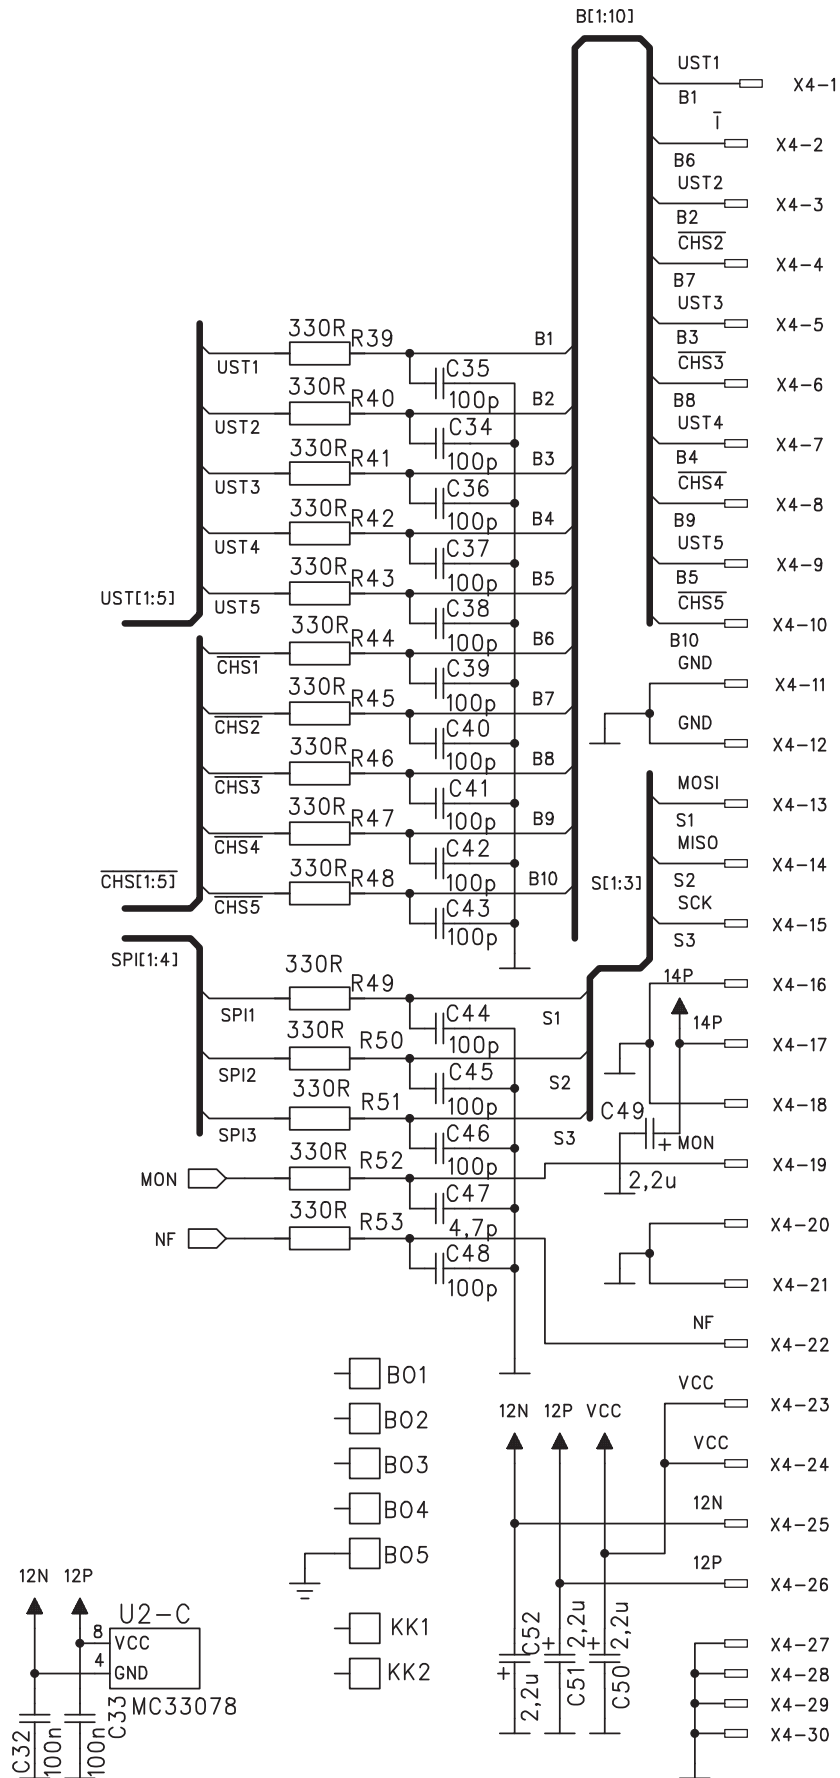 B[1:10]
UST1
X4-1
B1
I̅
X4-2
B6
UST2
X4-3
B2
C̅H̅S̅2̅
X4-4
B7
UST3
X4-5
B3
C̅H̅S̅3̅
X4-6
B8
UST4
X4-7
B4
C̅H̅S̅4̅
X4-8
B9
UST5
X4-9
B5
C̅H̅S̅5̅
X4-10
B10
GND
X4-11
GND
X4-12
MOSI
X4-13
S1
MISO
X4-14
S2
SCK
X4-15
S3
14P
X4-16
14P
X4-17
X4-18
C49
+ MON
X4-19
2,2u
X4-20
X4-21
NF
X4-22
VCC
X4-23
VCC
X4-24
12N
X4-25
12P
X4-26
X4-27
X4-28
X4-29
X4-30
330R R39 B1
UST1 C35
100p
330R R40 B2
UST2 C34
100p
330R R41 B3
UST3 C36
100p
330R R42 B4
UST4 C37
100p
330R R43 B5
UST[1:5]
UST5 C38
100p
330R R44 B6
C̅H̅S̅1̅ C39
100p
330R R45 B7
C̅H̅S̅2̅ C40
100p
330R R46 B8
C̅H̅S̅3̅ C41
100p
330R R47 B9
C̅H̅S̅4̅ C42
100p
330R R48 B10
C̅H̅S̅[̅1̅:̅5̅]̅
S[1:3]
C̅H̅S̅5̅ C43
100p
SPI[1:4]
330R R49
SPI1 C44 S1
100p
330R R50
SPI2 C45 S2
100p
330R R51
SPI3 C46 S3
100p
MON
330R R52
C47
4,7p
NF
330R R53
C48
100p
BO1
BO2
BO3
BO4
BO5
KK1
KK2
12N 12P VCC
+ C52 2,2u
+ C51 2,2u
+ C50 2,2u
12N 12P
U2-C
8 VCC
4 GND
MC33078
C32 100n
C33 100n